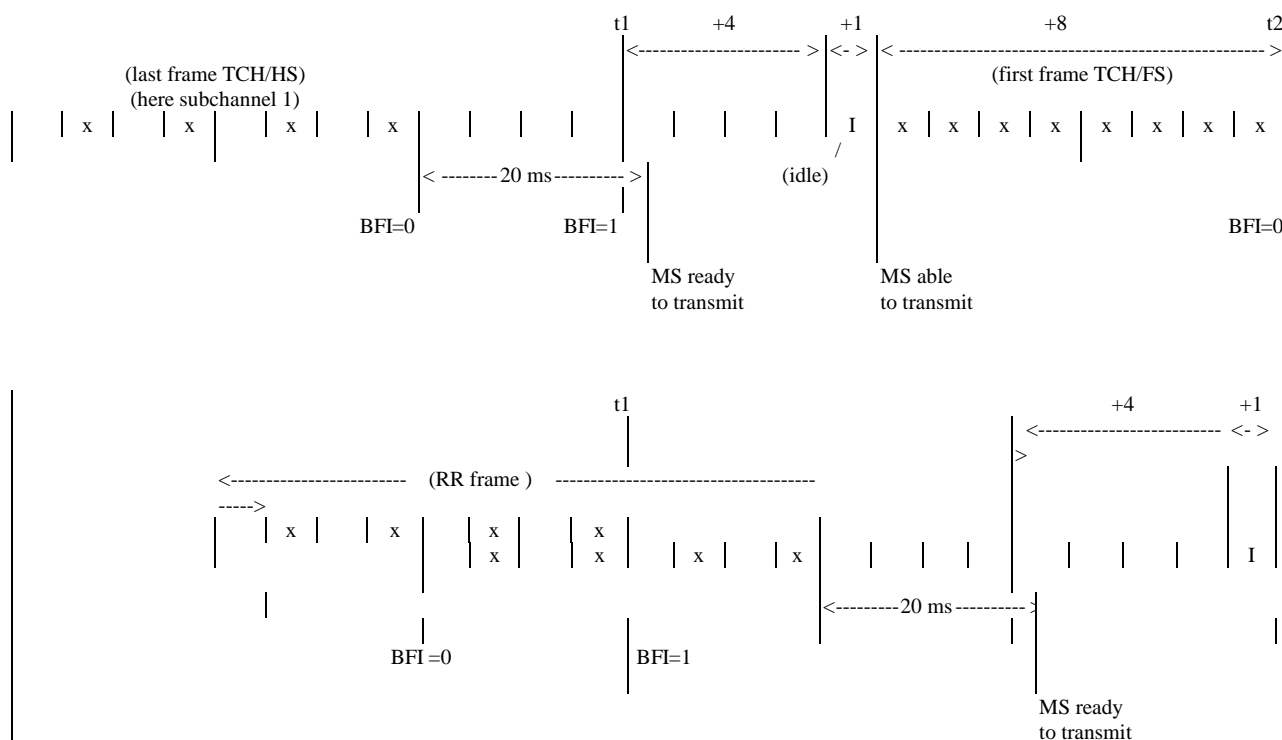 t1 +4 +1 +8 t2
< ----------------------- > <- > < -------------------------------------------- >
(last frame TCH/HS) (first frame TCH/FS)
(here subchannel 1)
x x x x I x x x x x x x x
/
< --------20 ms---------- > (idle)
BFI=0 BFI=1 BFI=0
MS ready MS able
to transmit to transmit
t1 +4 +1
<--------------------------- <- >
>
<-------------------------- (RR frame ) ------------------------------------
----->
x x x x
x x x x I
<---------20 ms---------- >
BFI =0 BFI=1
MS ready
to transmit